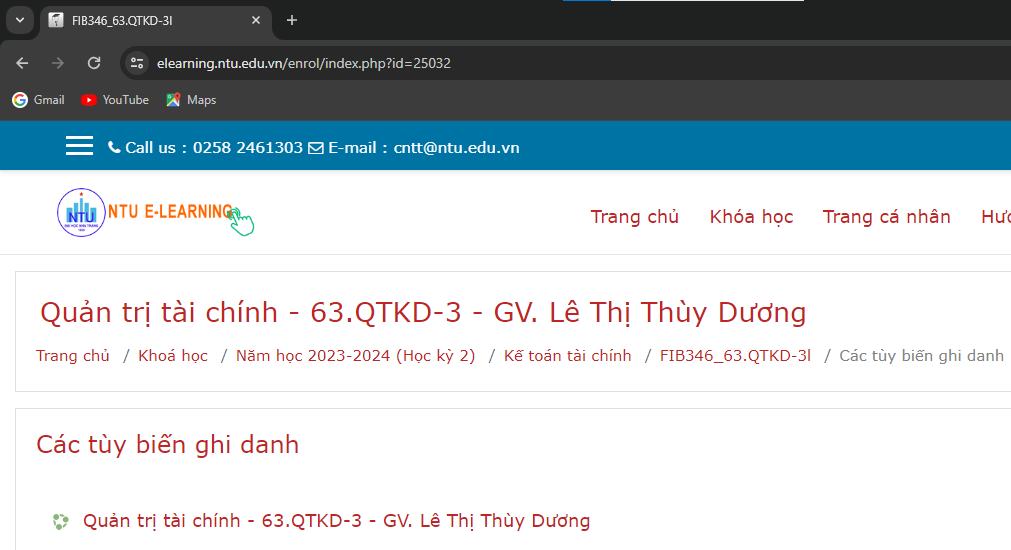 FIB346_63.QTKD-3l
elearning.ntu.edu.vn/enrol/index.php?id=25032
Gmail YouTube Maps
Call us : 0258 2461303 E-mail : cntt@ntu.edu.vn
NTU NTU E-LEARNING
Trang chủ Khóa học Trang cá nhân Hướ
Quản trị tài chính - 63.QTKD-3 - GV. Lê Thị Thùy Dương
Trang chủ / Khoá học / Năm học 2023-2024 (Học kỳ 2) / Kế toán tài chính / FIB346_63.QTKD-3l / Các tùy biến ghi danh
Các tùy biến ghi danh
Quản trị tài chính - 63.QTKD-3 - GV. Lê Thị Thùy Dương